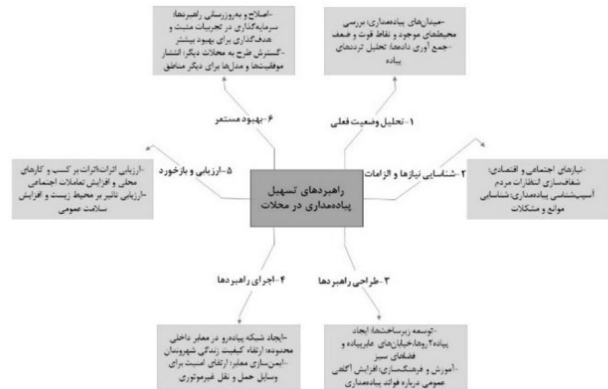 میدان‌های پیاده‌مداری: بررسی
محیط‌های موجود و نقاط قوت و ضعف
-جمع آوری داده‌ها: تحلیل ترددهای
پیاده
۱-تحلیل وضعیت فعلی
نیازهای اجتماعی و اقتصادی:
شفاف‌سازی انتظارات مردم
آسیب‌شناسی پیاده‌مداری: شناسایی
موانع و مشکلات
۲-شناسایی نیازها و الزامات
توسعه زیرساخت‌ها: ایجاد
پیاده۲روها،خیابان‌های عابرپیاده و
فضاهای سبز
-آموزش و فرهنگ‌سازی: افزایش آگاهی
عمومی درباره فوائد پیاده‌مداری
۳-طراحی راهبردها
-ایجاد شبکه پیاده‌رو در معابر داخلی
محدوده: ارتقاء کیفیت زندگی شهروندان
-ایمن‌سازی معابر: ارتقای امنیت برای
وسایل حمل و نقل غیرموتوری
۴-اجرای راهبردها
-ارزیابی اثرات:اثرات بر کسب و کارهای
محلی و افزایش تعاملات اجتماعی
-ارزیابی تاثیر بر محیط زیست و افزایش
سلامت عمومی
۵-ارزیابی و بازخورد
-اصلاح و به‌روزرسانی راهبردها:
سرمایه‌گذاری در تجربیات مثبت و
هدف‌گذاری برای بهبود بیشتر
-گسترش طرح به محلات دیگر: انتشار
موفقیت‌ها و مدل‌ها برای دیگر مناطق
۶-بهبود مستمر
راهبردهای تسهیل
پیاده‌مداری در محلات